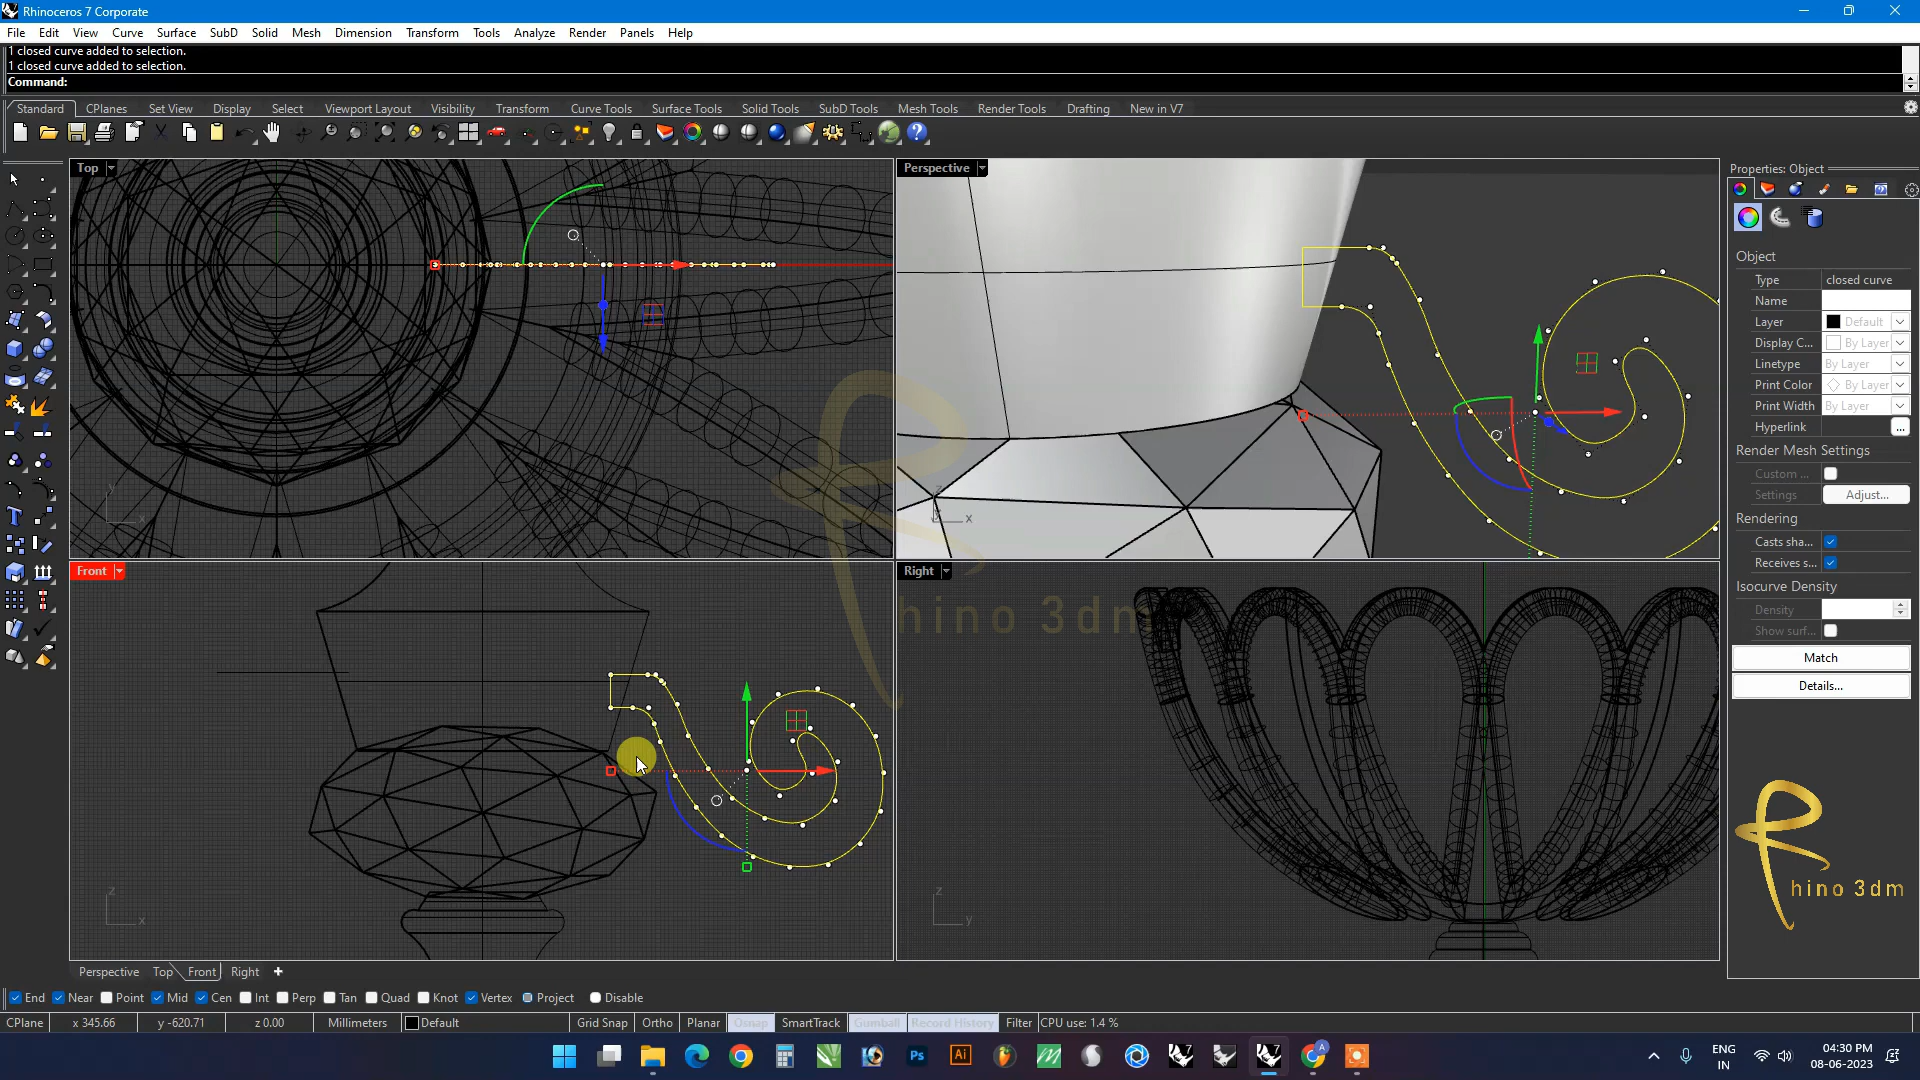 Rhinoceros 7 Corporate
File Edit View Curve Surface SubD Solid Mesh Dimension Transform Tools Analyze Render Panels Help
1 closed curve added to selection.
1 closed curve added to selection.
Command:
Standard CPlanes Set View Display Select Viewport Layout Visibility Transform Curve Tools Surface Tools Solid Tools SubD Tools Mesh Tools Render Tools Drafting New in V7
Top
Perspective
Front
Right
hino 3dm
Properties: Object
Object
Type closed curve
Name
Layer Default
Display C... By Layer
Linetype By Layer
Print Color By Layer
Print Width By Layer
Hyperlink ...
Render Mesh Settings
Custom ...
Settings Adjust...
Rendering
Casts sha...
Receives s...
Isocurve Density
Density
Show surf...
Match
Details...
Rhino 3dm
Perspective Top Front Right
End Near Point Mid Cen Int Perp Tan Quad Knot Vertex Project Disable
CPlane x 345.66 y -620.71 z 0.00 Millimeters Default Grid Snap Ortho Planar Osnap SmartTrack Gumball Record History Filter CPU use: 1.4 %
ENG
IN
04:30 PM
08-06-2023